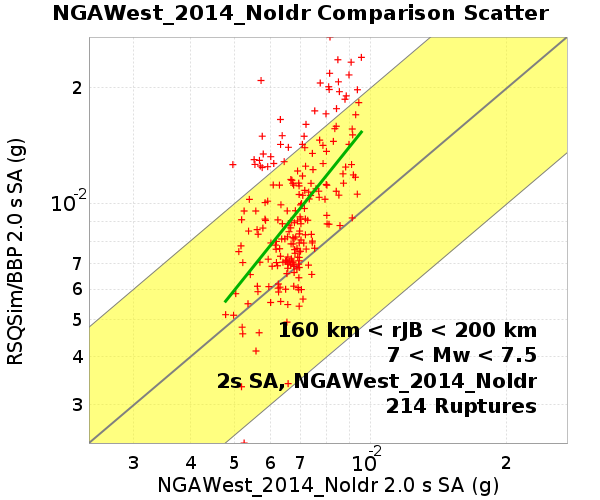 NGAWest_2014_NoIdr Comparison Scatter
RSQSim/BBP 2.0 s SA (g)
2
10-2
7
6
5
4
3
160 km < rJB < 200 km
7 < Mw < 7.5
2s SA, NGAWest_2014_NoIdr
214 Ruptures
3 4 5 6 7 10-2 2
NGAWest_2014_NoIdr 2.0 s SA (g)